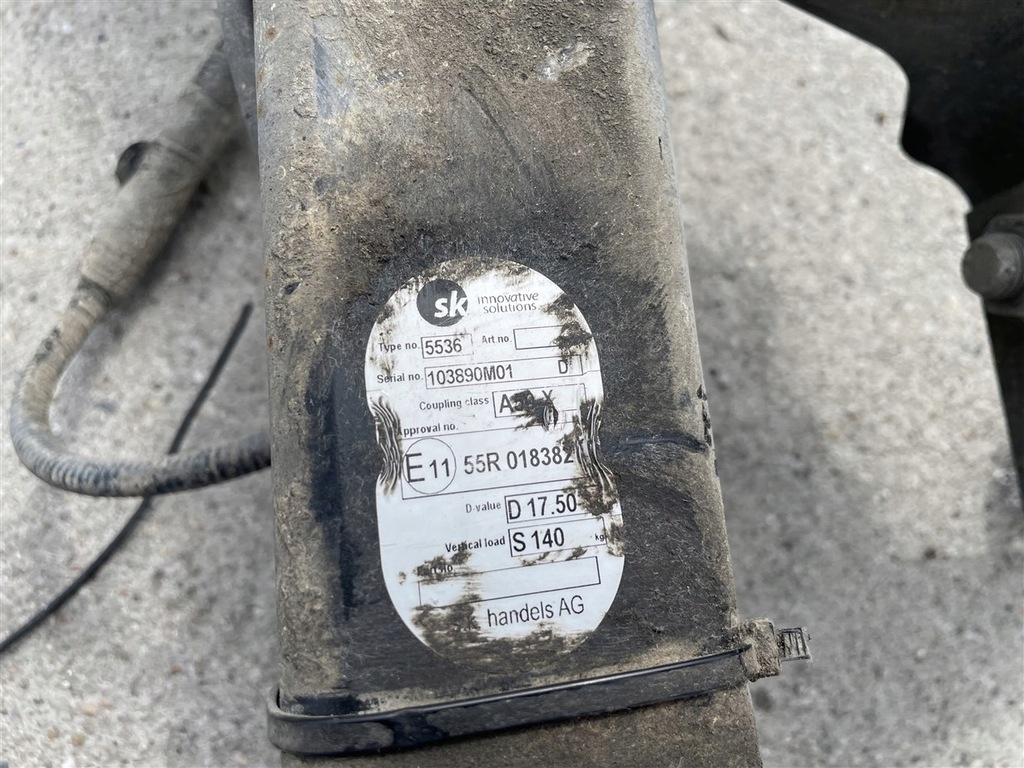 sk innovative solutions
Type no. 5536 Art no.
Serial no. 103890M01 D
Coupling class
Approval no.
E 11 55R 018382
D-value D 17.50
Vertical load S 140 kg
handels AG